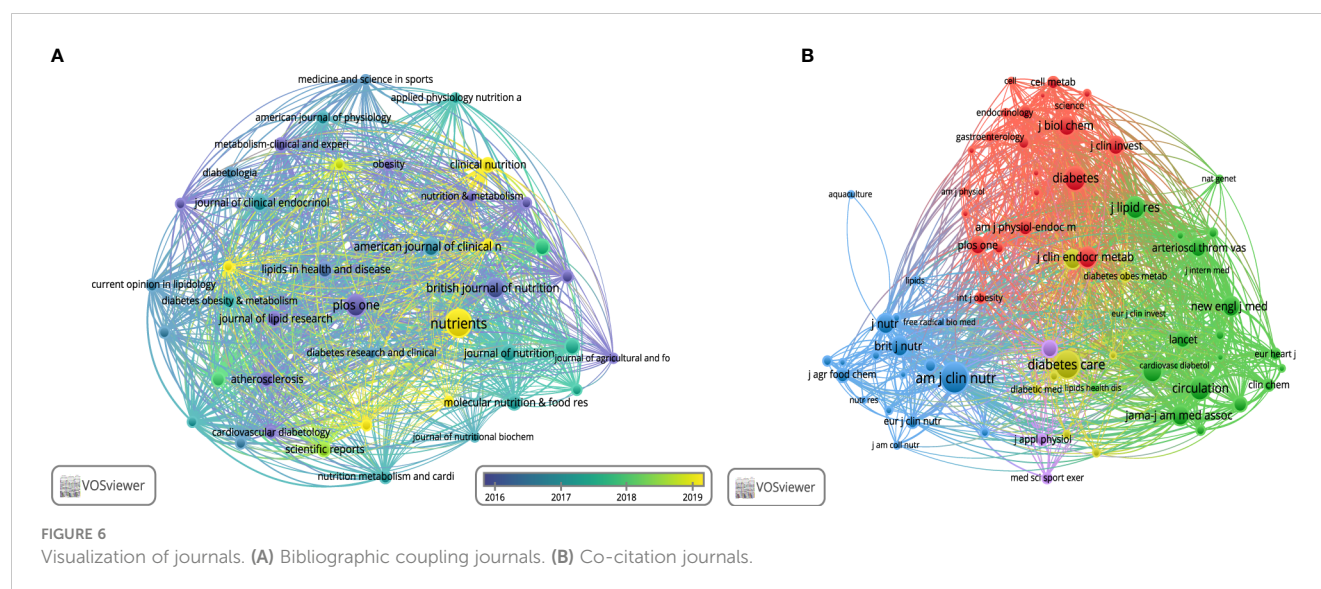 A
B
medicine and science in sports
applied physiology nutrition a
american journal of physiology
metabolism-clinical and experi
obesity
clinical nutrition
diabetologia
nutrition & metabolism
journal of clinical endocrinol
american journal of clinical n
lipids in health and disease
current opinion in lipidology
british journal of nutrition
diabetes obesity & metabolism
plos one
journal of lipid research
nutrients
diabetes research and clinical
journal of nutrition
journal of agricultural and fo
atherosclerosis
molecular nutrition & food res
cardiovascular diabetology
journal of nutritional biochem
scientific reports
nutrition metabolism and cardi
VOSviewer
2016
2017
2018
2019
cell
cell metab
science
endocrinology
j biol chem
gastroenterology
j clin invest
diabetes
nat genet
aquaculture
am j physiol
j lipid res
am j physiol-endoc m
plos one
arterioscl throm vas
j clin endocr metab
j intern med
diabetes obes metab
lipids
int j obesity
new engl j med
eur j clin invest
j nutr
free radical bio med
brit j nutr
lancet
eur heart j
diabetes care
cardiovasc diabetol
j agr food chem
am j clin nutr
diabetic med
lipids health dis
circulation
clin chem
nutr res
jama-j am med assoc
eur j clin nutr
j appl physiol
j am coll nutr
med sci sport exer
VOSviewer
FIGURE 6
Visualization of journals. (A) Bibliographic coupling journals. (B) Co-citation journals.